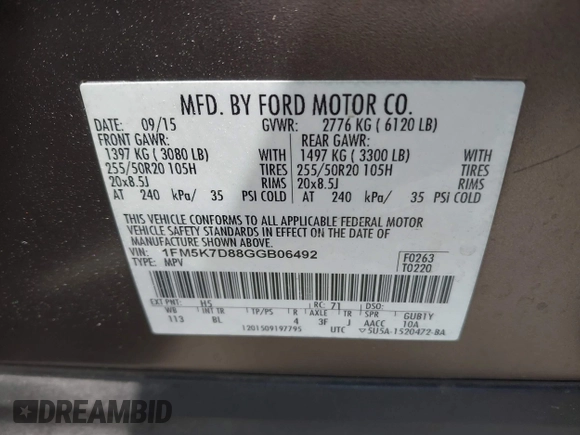 MFD. BY FORD MOTOR CO.
DATE: 09/15 GVWR: 2776 KG ( 6120 LB)
FRONT GAWR: REAR GAWR:
1397 KG ( 3080 LB) WITH 1497 KG ( 3300 LB) WITH
255/50R20 105H TIRES 255/50R20 105H TIRES
20x8.5J RIMS 20x8.5J RIMS
AT 240 kPa/ 35 PSI COLD AT 240 kPa/ 35 PSI COLD
THIS VEHICLE CONFORMS TO ALL APPLICABLE FEDERAL MOTOR
VEHICLE SAFETY STANDARDS IN EFFECT ON THE DATE OF
MANUFACTURE SHOWN ABOVE.
VIN: 1FM5K7D88GGB06492 F0263
TYPE: MPV T0220
EXT PNT: HS RC: 71 DSO:
WB INT TR TP/PS R AXLE TR SPR GUB1Y
113 BL 4 3F J AACC 10A
1201509197795 UTC 5U5A-1520472-BA
DREAMBID